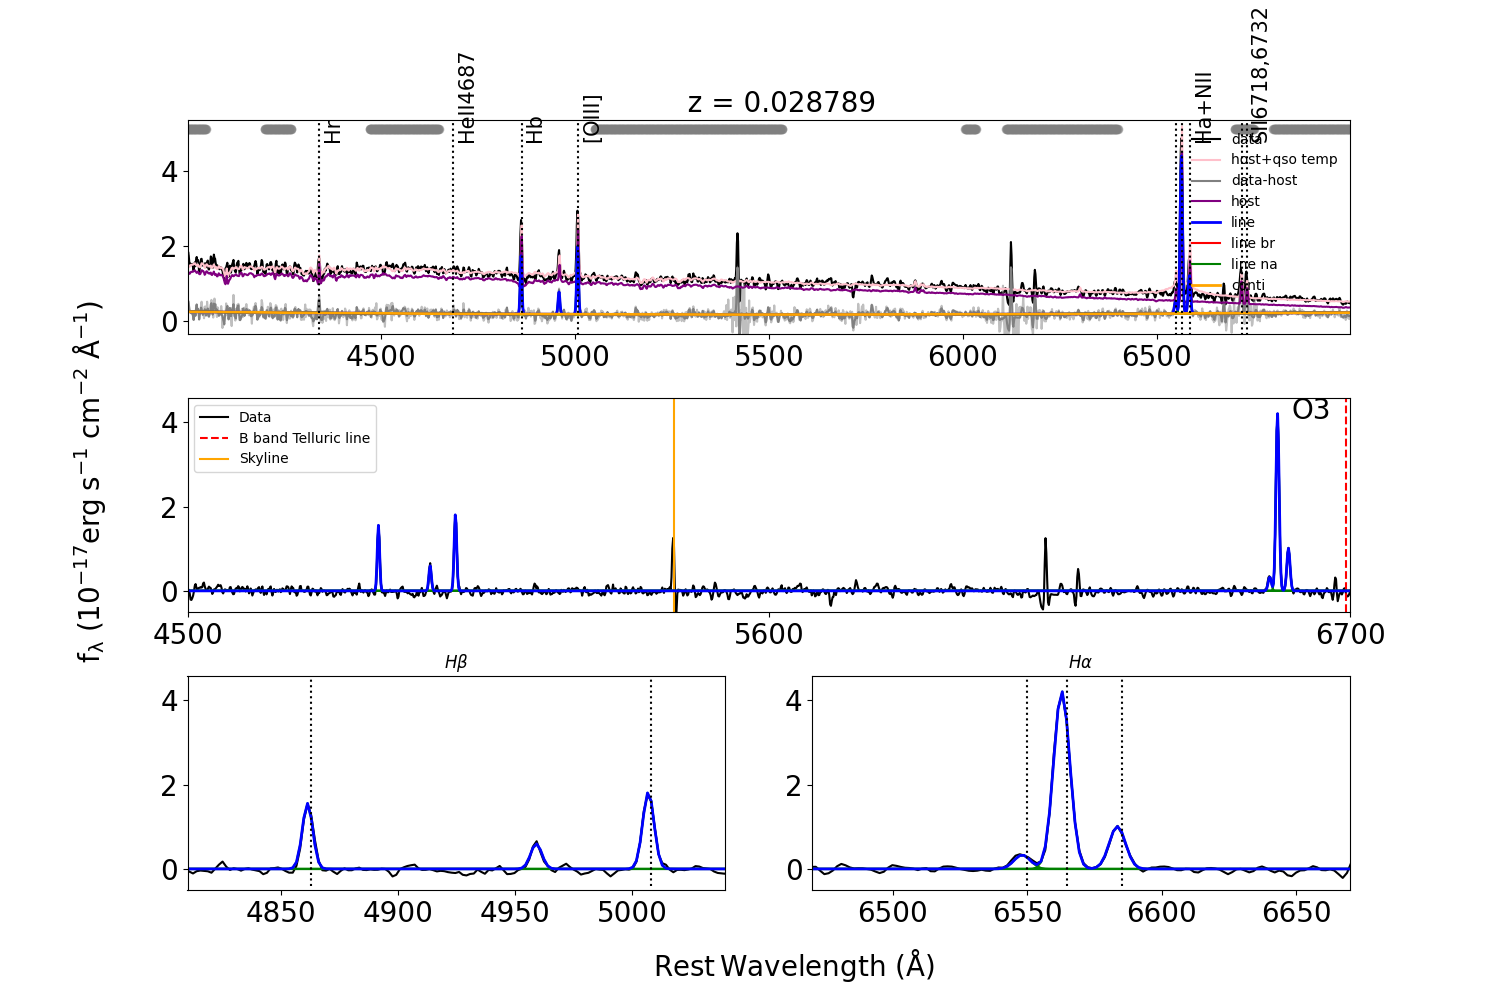 z = 0.028789
Hr
HeII4687
Hb
[OIII]
Ha+NII
SII6718,6732
data
host+qso temp
data-host
host
line
line br
line na
conti
4
2
0
4500 5000 5500 6000 6500
fλ (10⁻¹⁷erg s⁻¹ cm⁻² Å⁻¹)
Data
B band Telluric line
Skyline
O3
4
2
0
4500 5600 6700
Hβ
4
2
0
4850 4900 4950 5000
Hα
4
2
0
6500 6550 6600 6650
Rest Wavelength (Å)